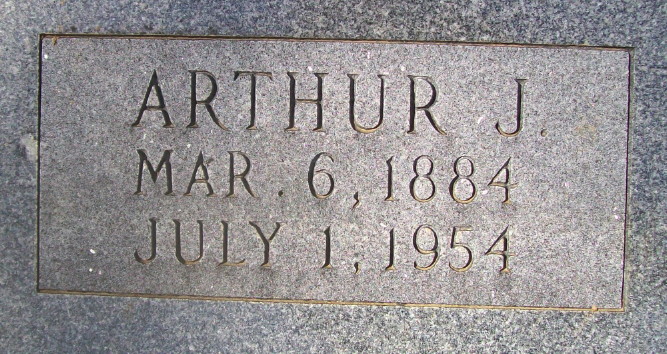 ARTHUR J.
MAR. 6, 1884
JULY 1, 1954